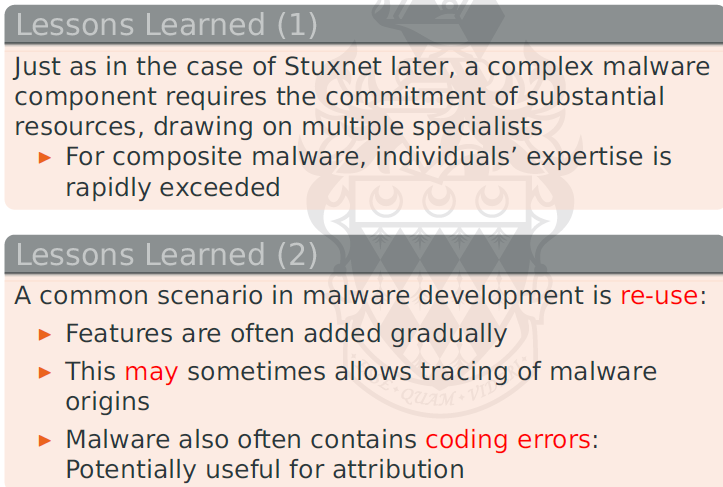 Lessons Learned (1)
Just as in the case of Stuxnet later, a complex malware
component requires the commitment of substantial
resources, drawing on multiple specialists
► For composite malware, individuals’ expertise is
rapidly exceeded
Lessons Learned (2)
A common scenario in malware development is re-use:
► Features are often added gradually
► This may sometimes allows tracing of malware
origins
► Malware also often contains coding errors:
Potentially useful for attribution
QUAM